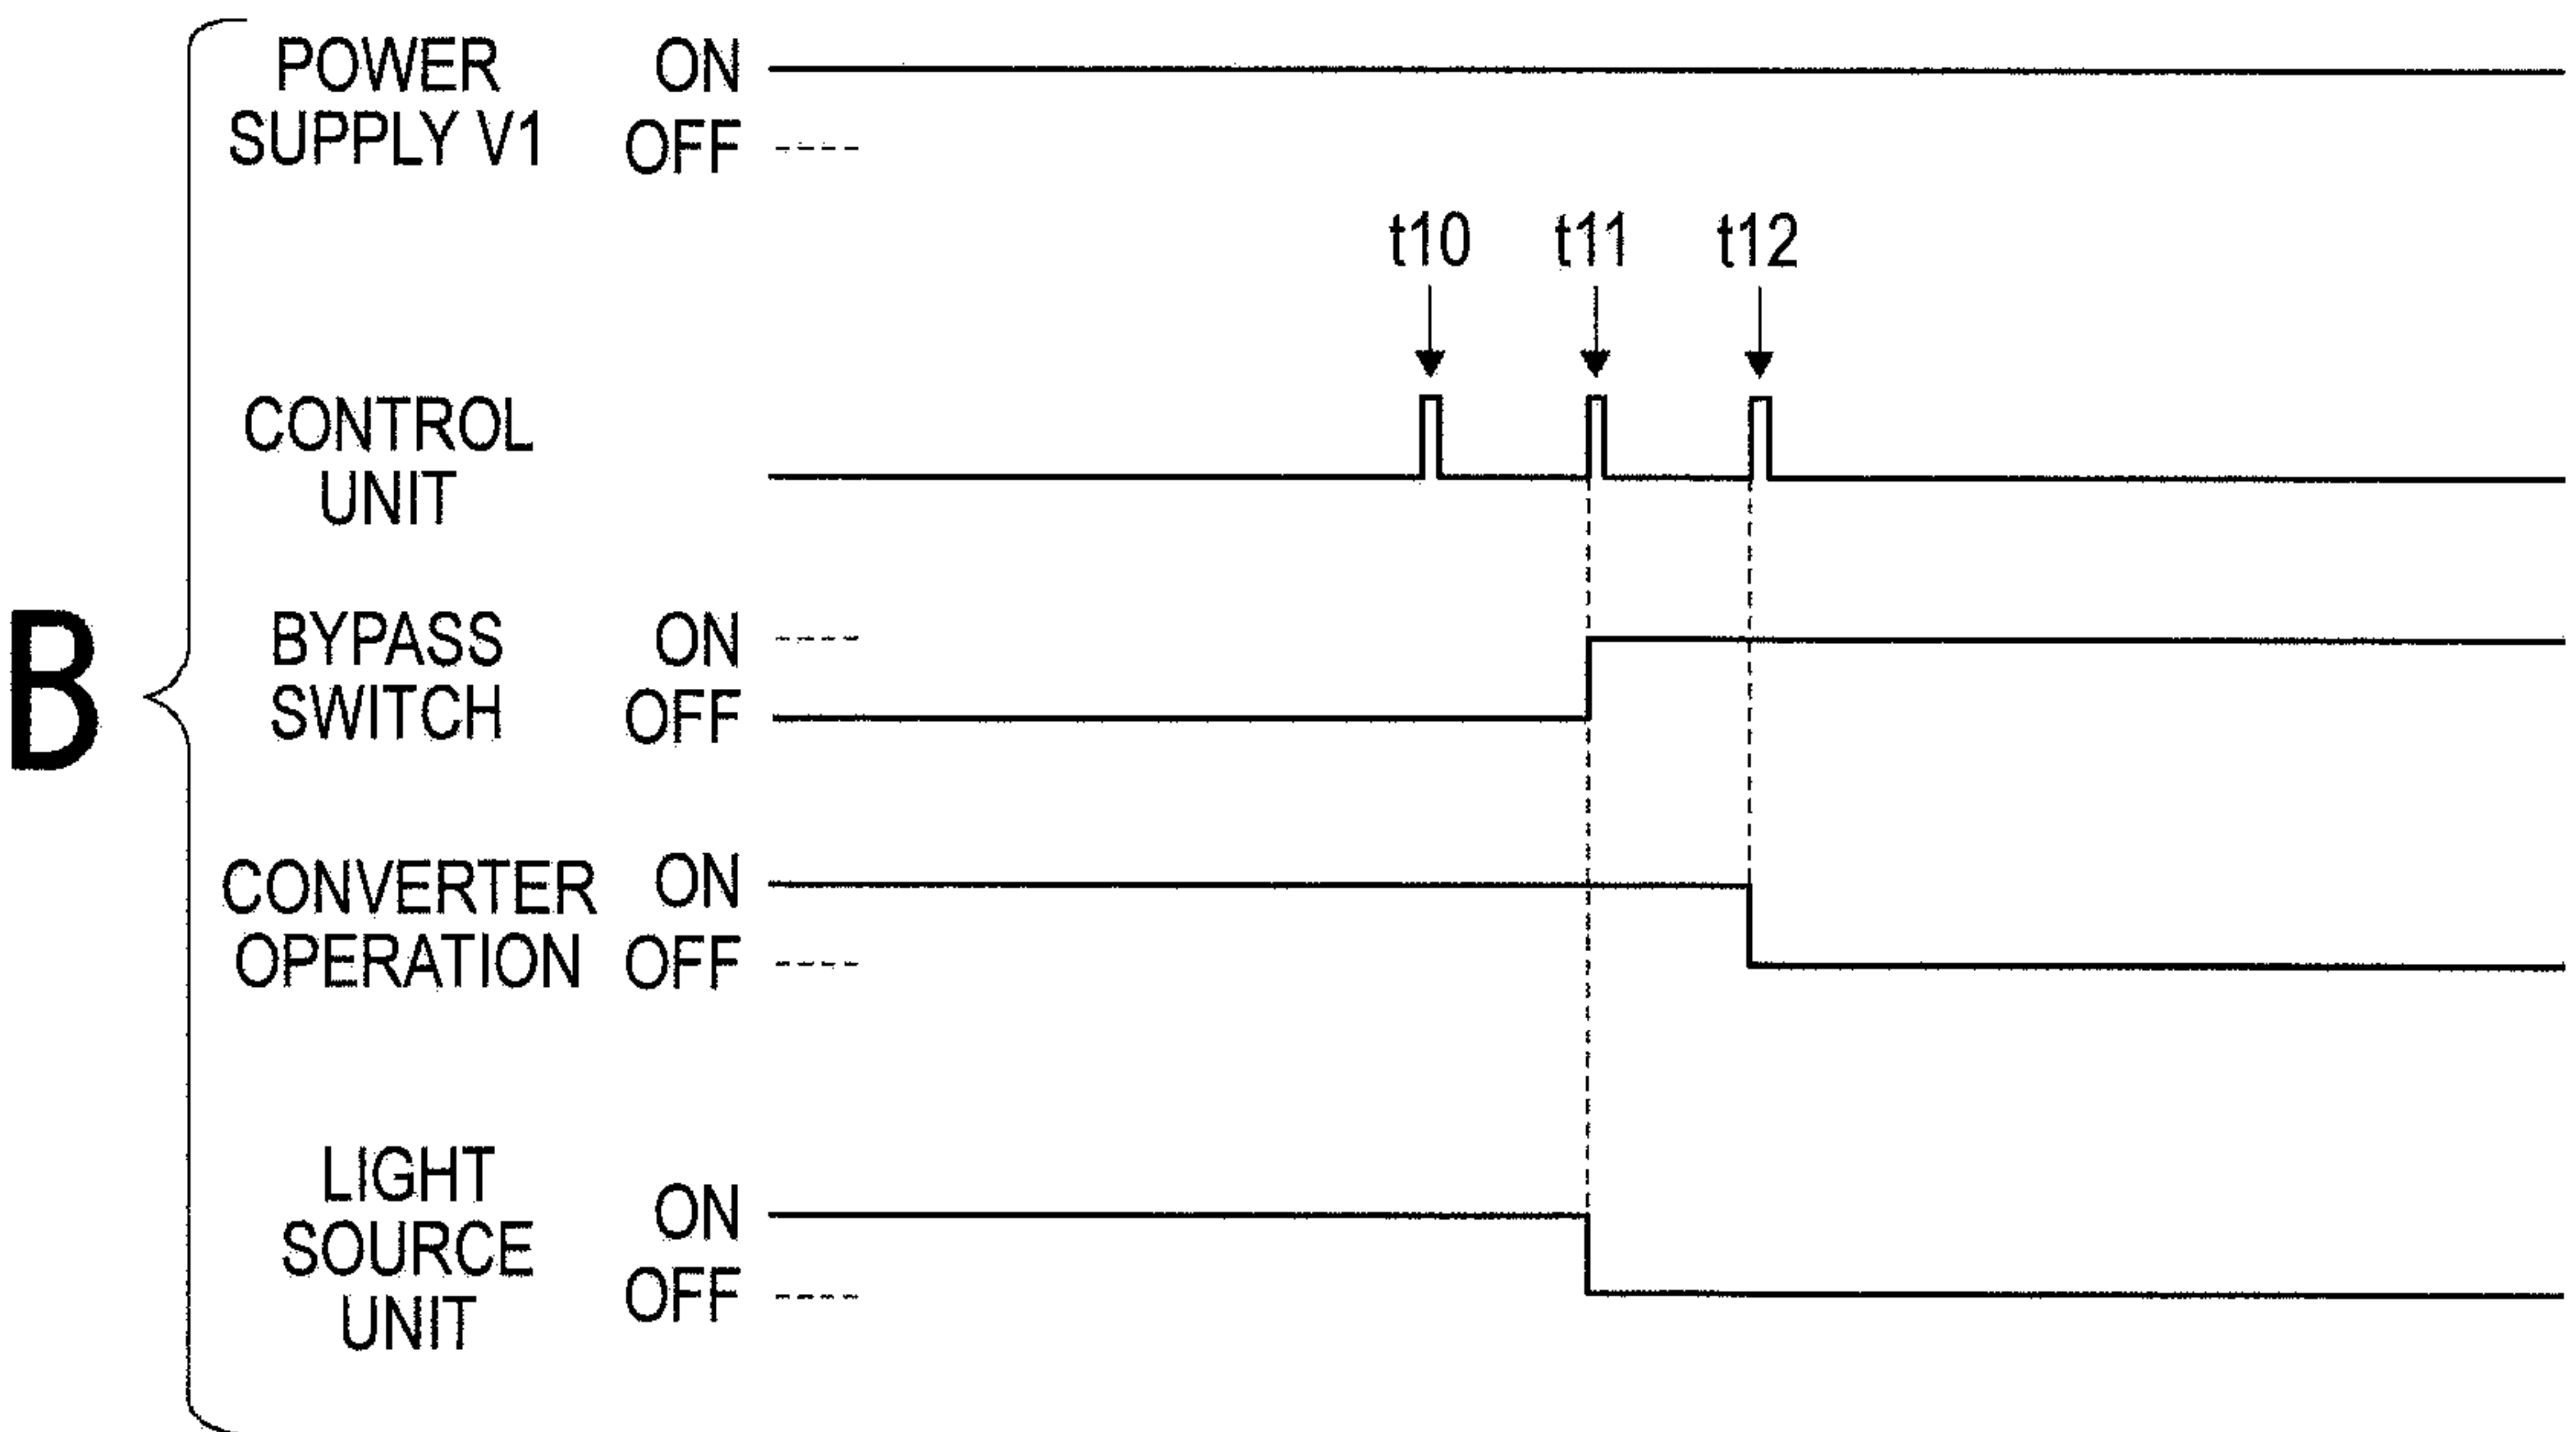 B
POWER
SUPPLY V1
ON
OFF
t10 t11 t12
CONTROL
UNIT
BYPASS
SWITCH
ON
OFF
CONVERTER
OPERATION
ON
OFF
LIGHT
SOURCE
UNIT
ON
OFF